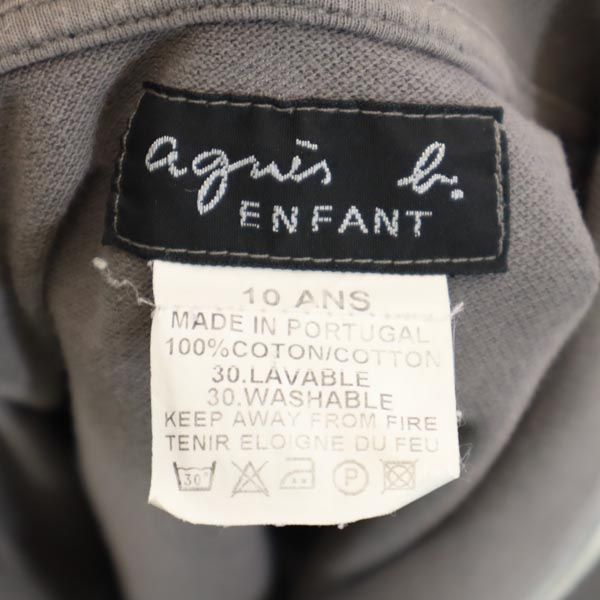 agnès b.
ENFANT
10 ANS
MADE IN PORTUGAL
100%COTON/COTTON
30.LAVABLE
30.WASHABLE
KEEP AWAY FROM FIRE
TENIR ELOIGNE DU FEU
30° P